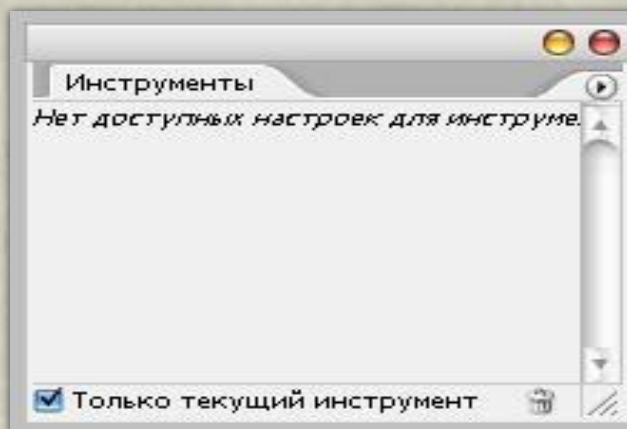 Инструменты
Нет доступных настроек для инструме.
Только текущий инструмент